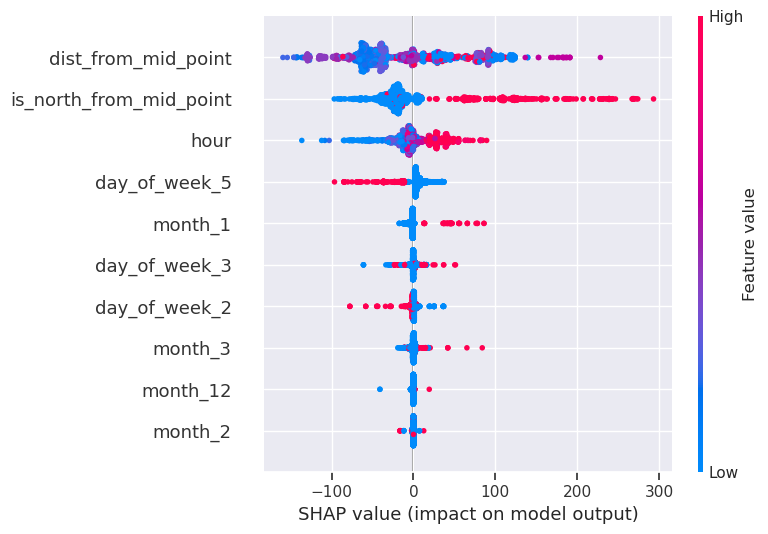 High
dist_from_mid_point
is_north_from_mid_point
hour
day_of_week_5
month_1
day_of_week_3
day_of_week_2
month_3
month_12
month_2
Feature value
Low
−100 0 100 200 300
SHAP value (impact on model output)